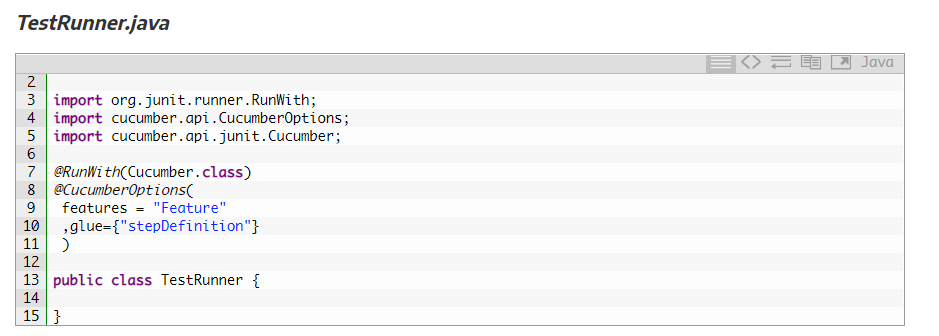 TestRunner.java
Java
2
3 import org.junit.runner.RunWith;
4 import cucumber.api.CucumberOptions;
5 import cucumber.api.junit.Cucumber;
6
7 @RunWith(Cucumber.class)
8 @CucumberOptions(
9  features = "Feature"
10  ,glue={"stepDefinition"}
11  )
12
13 public class TestRunner {
14
15 }